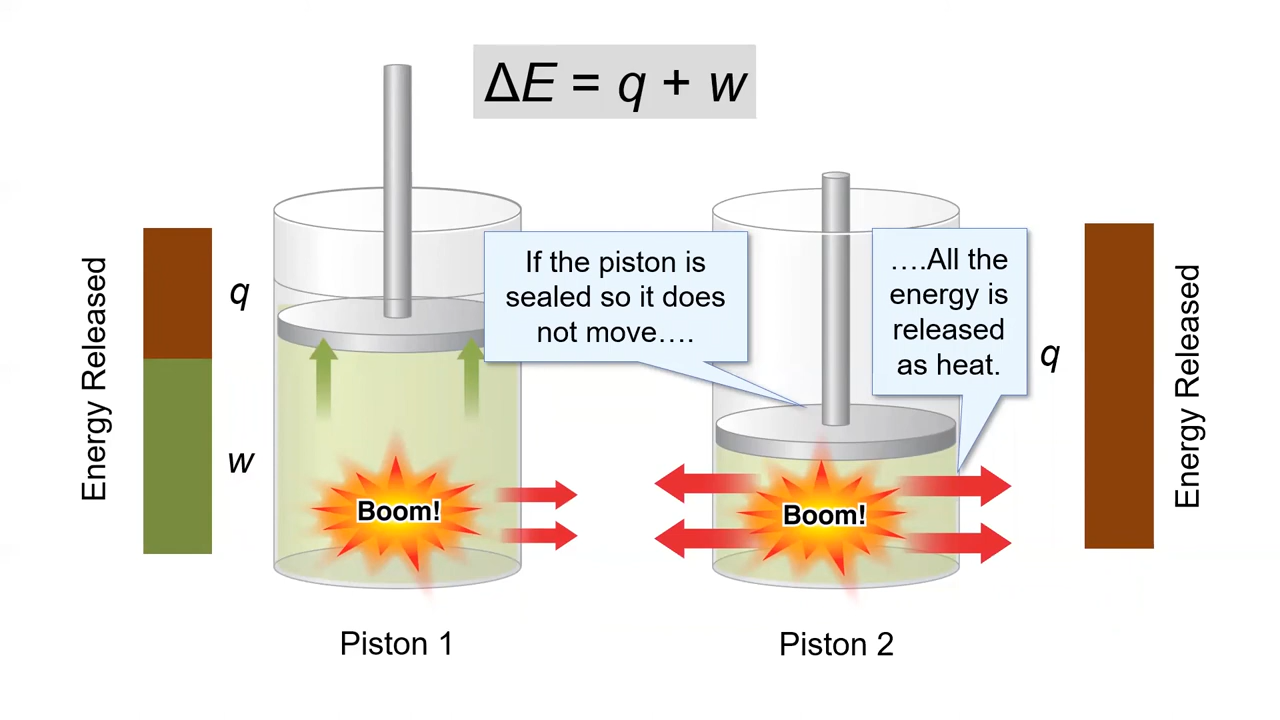 ΔE = q + w
Energy Released
q
w
If the piston is
sealed so it does
not move….
….All the
energy is
released
as heat.
q
Energy Released
Boom!
Boom!
Piston 1
Piston 2